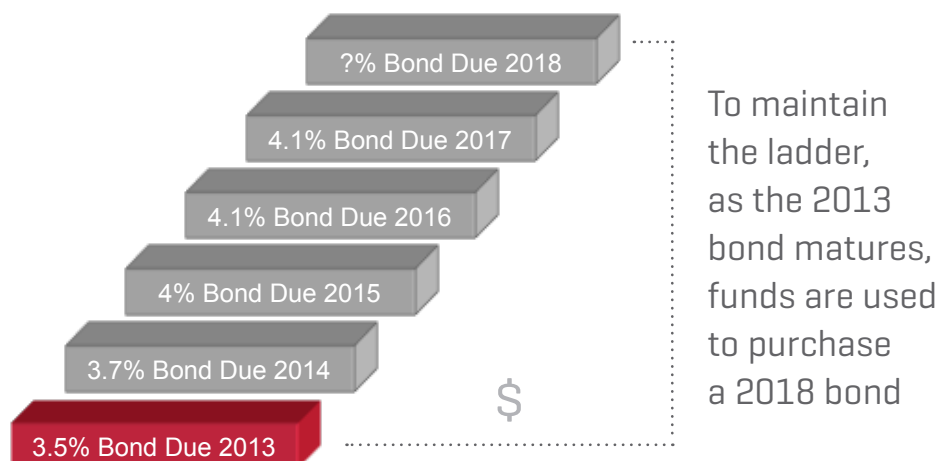 ?% Bond Due 2018
4.1% Bond Due 2017
4.1% Bond Due 2016
4% Bond Due 2015
3.7% Bond Due 2014
3.5% Bond Due 2013
$
To maintain
the ladder,
as the 2013
bond matures,
funds are used
to purchase
a 2018 bond